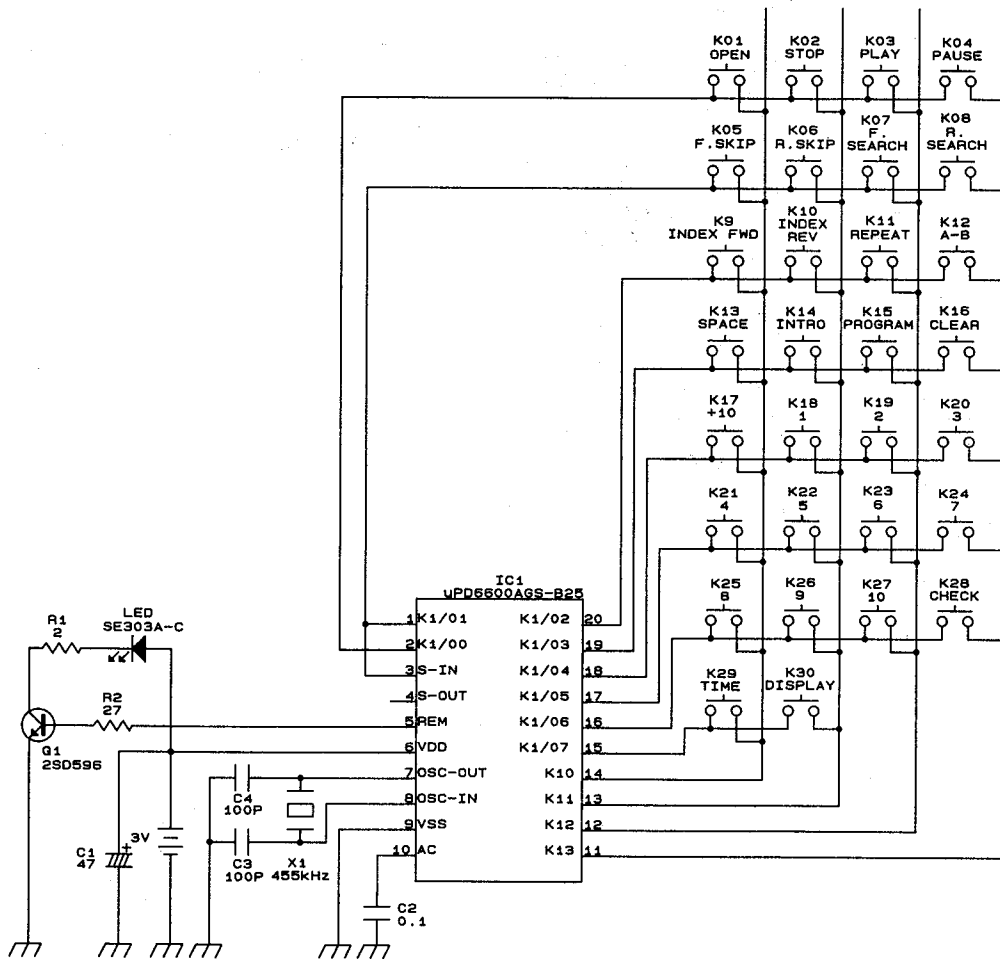 K01 K02 K03 K04
OPEN STOP PLAY PAUSE
K05 K06 K07 K08
F.SKIP R.SKIP F. SEARCH R. SEARCH
K9 K10 K11 K12
INDEX FWD INDEX REV REPEAT A-B
K13 K14 K15 K16
SPACE INTRO PROGRAM CLEAR
K17 K18 K19 K20
+10 1 2 3
K21 K22 K23 K24
4 5 6 7
K25 K26 K27 K28
8 9 10 CHECK
K29 K30
TIME DISPLAY
IC1
uPD6600AGS-B25
1 K1/01 K1/02 20
2 K1/00 K1/03 19
3 S-IN K1/04 18
4 S-OUT K1/05 17
5 REM K1/06 16
6 VDD K1/07 15
7 OSC-OUT K10 14
8 OSC-IN K11 13
9 VSS K12 12
10 AC K13 11
R1
2
LED
SE303A-C
R2
27
Q1
2SD596
C1
47
+
3V
C4
100P
C3
100P
X1
455kHz
C2
0.1